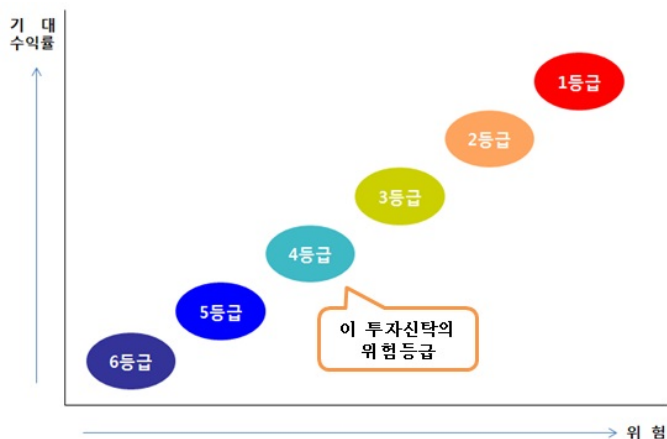 기 대
수익률
1등급
2등급
3등급
4등급
5등급
이 투자신탁의
위험등급
6등급
위 험